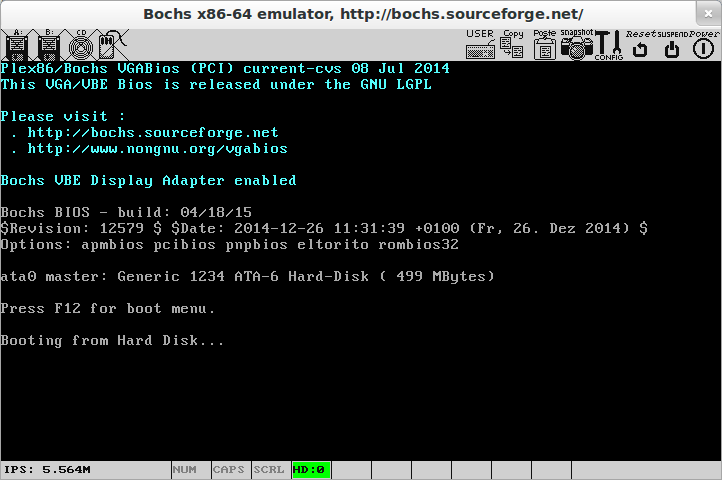 Bochs x86-64 emulator, http://bochs.sourceforge.net/
A: B: CD USER Copy Paste Snapshot CONFIG Reset SUSPEND Power
Plex86/Bochs VGABios (PCI) current-cvs 08 Jul 2014
This VGA/VBE Bios is released under the GNU LGPL
Please visit :
. http://bochs.sourceforge.net
. http://www.nongnu.org/vgabios
Bochs VBE Display Adapter enabled
Bochs BIOS - build: 04/18/15
$Revision: 12579 $ $Date: 2014-12-26 11:31:39 +0100 (Fr, 26. Dez 2014) $
Options: apmbios pcibios pnpbios eltorito rombios32
ata0 master: Generic 1234 ATA-6 Hard-Disk ( 499 MBytes)
Press F12 for boot menu.
Booting from Hard Disk...
IPS: 5.564M NUM CAPS SCRL HD:0